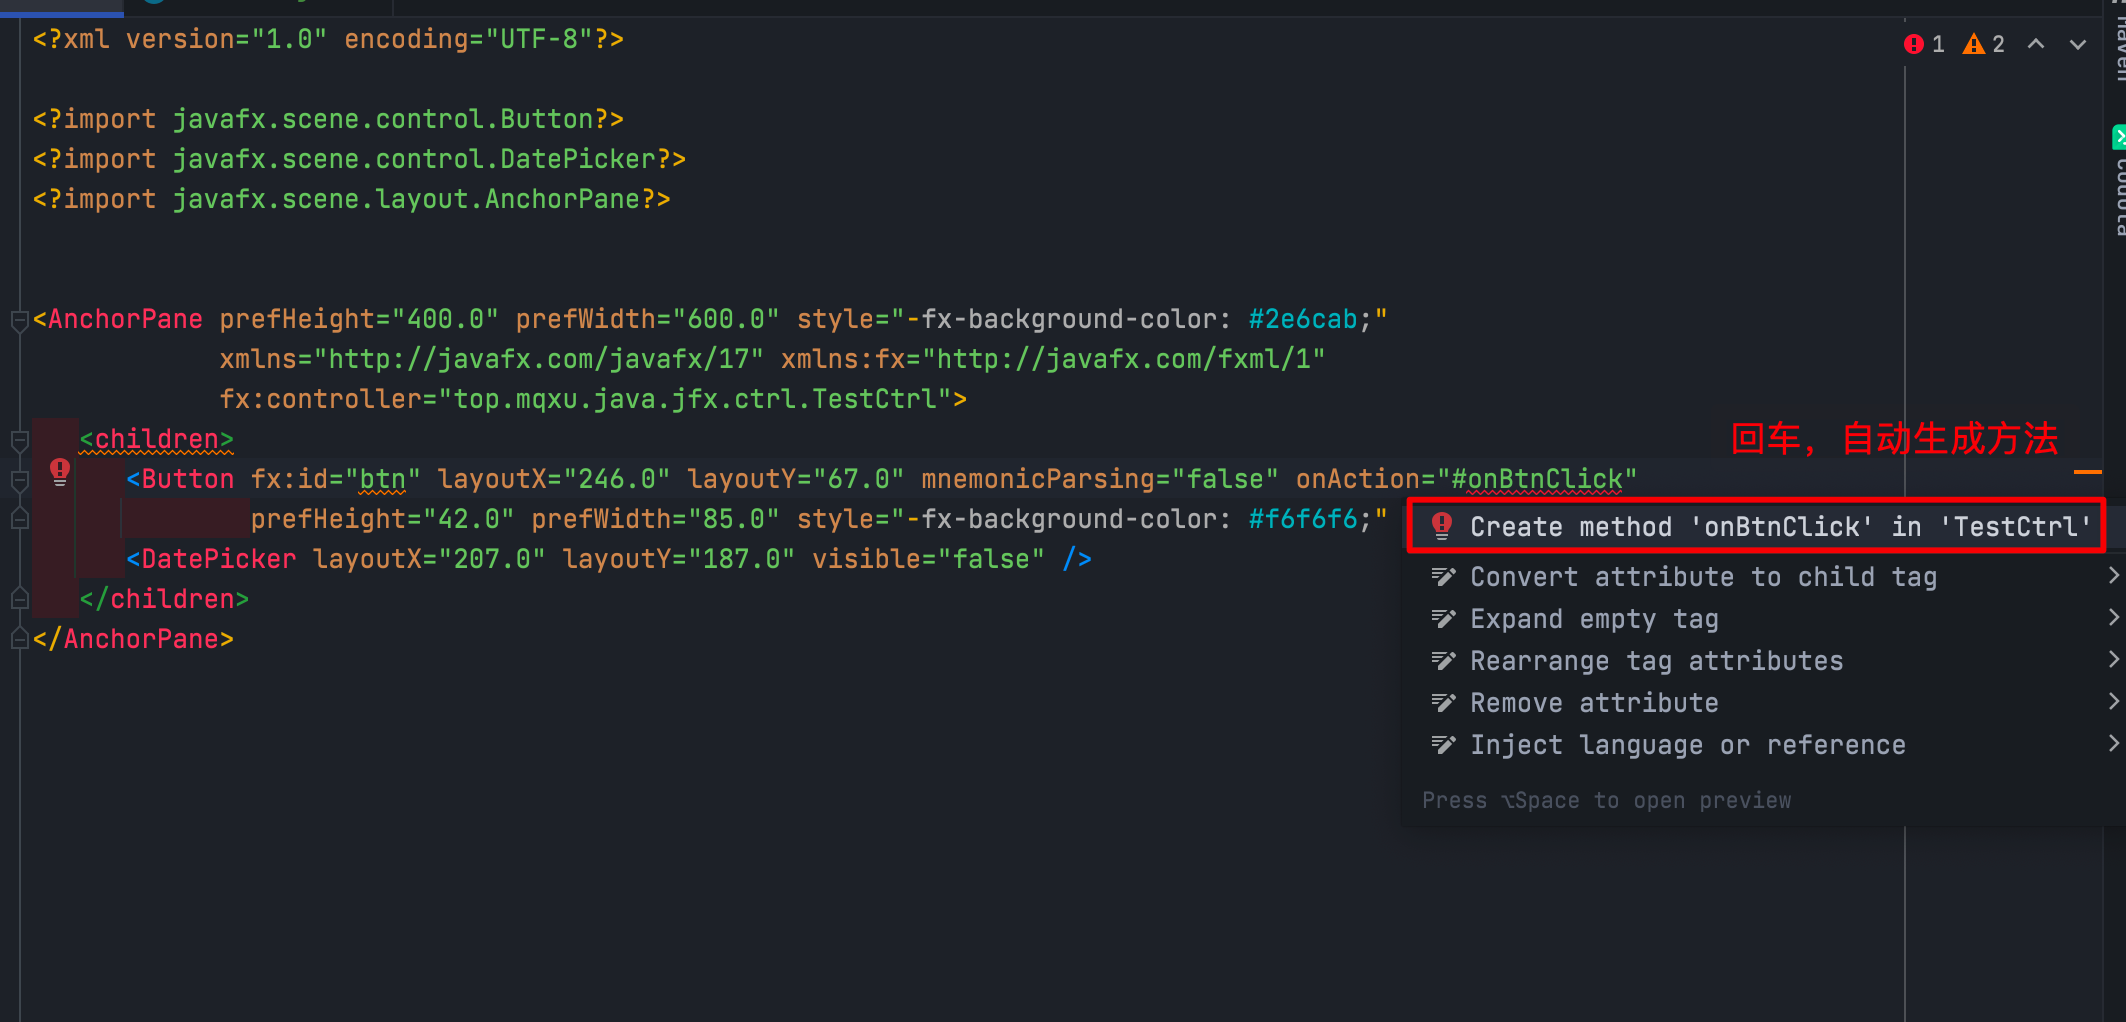 <?xml version="1.0" encoding="UTF-8"?>
1 2
<?import javafx.scene.control.Button?>
<?import javafx.scene.control.DatePicker?>
<?import javafx.scene.layout.AnchorPane?>
<AnchorPane prefHeight="400.0" prefWidth="600.0" style="-fx-background-color: #2e6cab;"
xmlns="http://javafx.com/javafx/17" xmlns:fx="http://javafx.com/fxml/1"
fx:controller="top.mqxu.java.jfx.ctrl.TestCtrl">
<children>
回车，自动生成方法
<Button fx:id="btn" layoutX="246.0" layoutY="67.0" mnemonicParsing="false" onAction="#onBtnClick"
prefHeight="42.0" prefWidth="85.0" style="-fx-background-color: #f6f6f6;"
<DatePicker layoutX="207.0" layoutY="187.0" visible="false" />
</children>
</AnchorPane>
Create method 'onBtnClick' in 'TestCtrl'
Convert attribute to child tag
Expand empty tag
Rearrange tag attributes
Remove attribute
Inject language or reference
Press ⌥Space to open preview